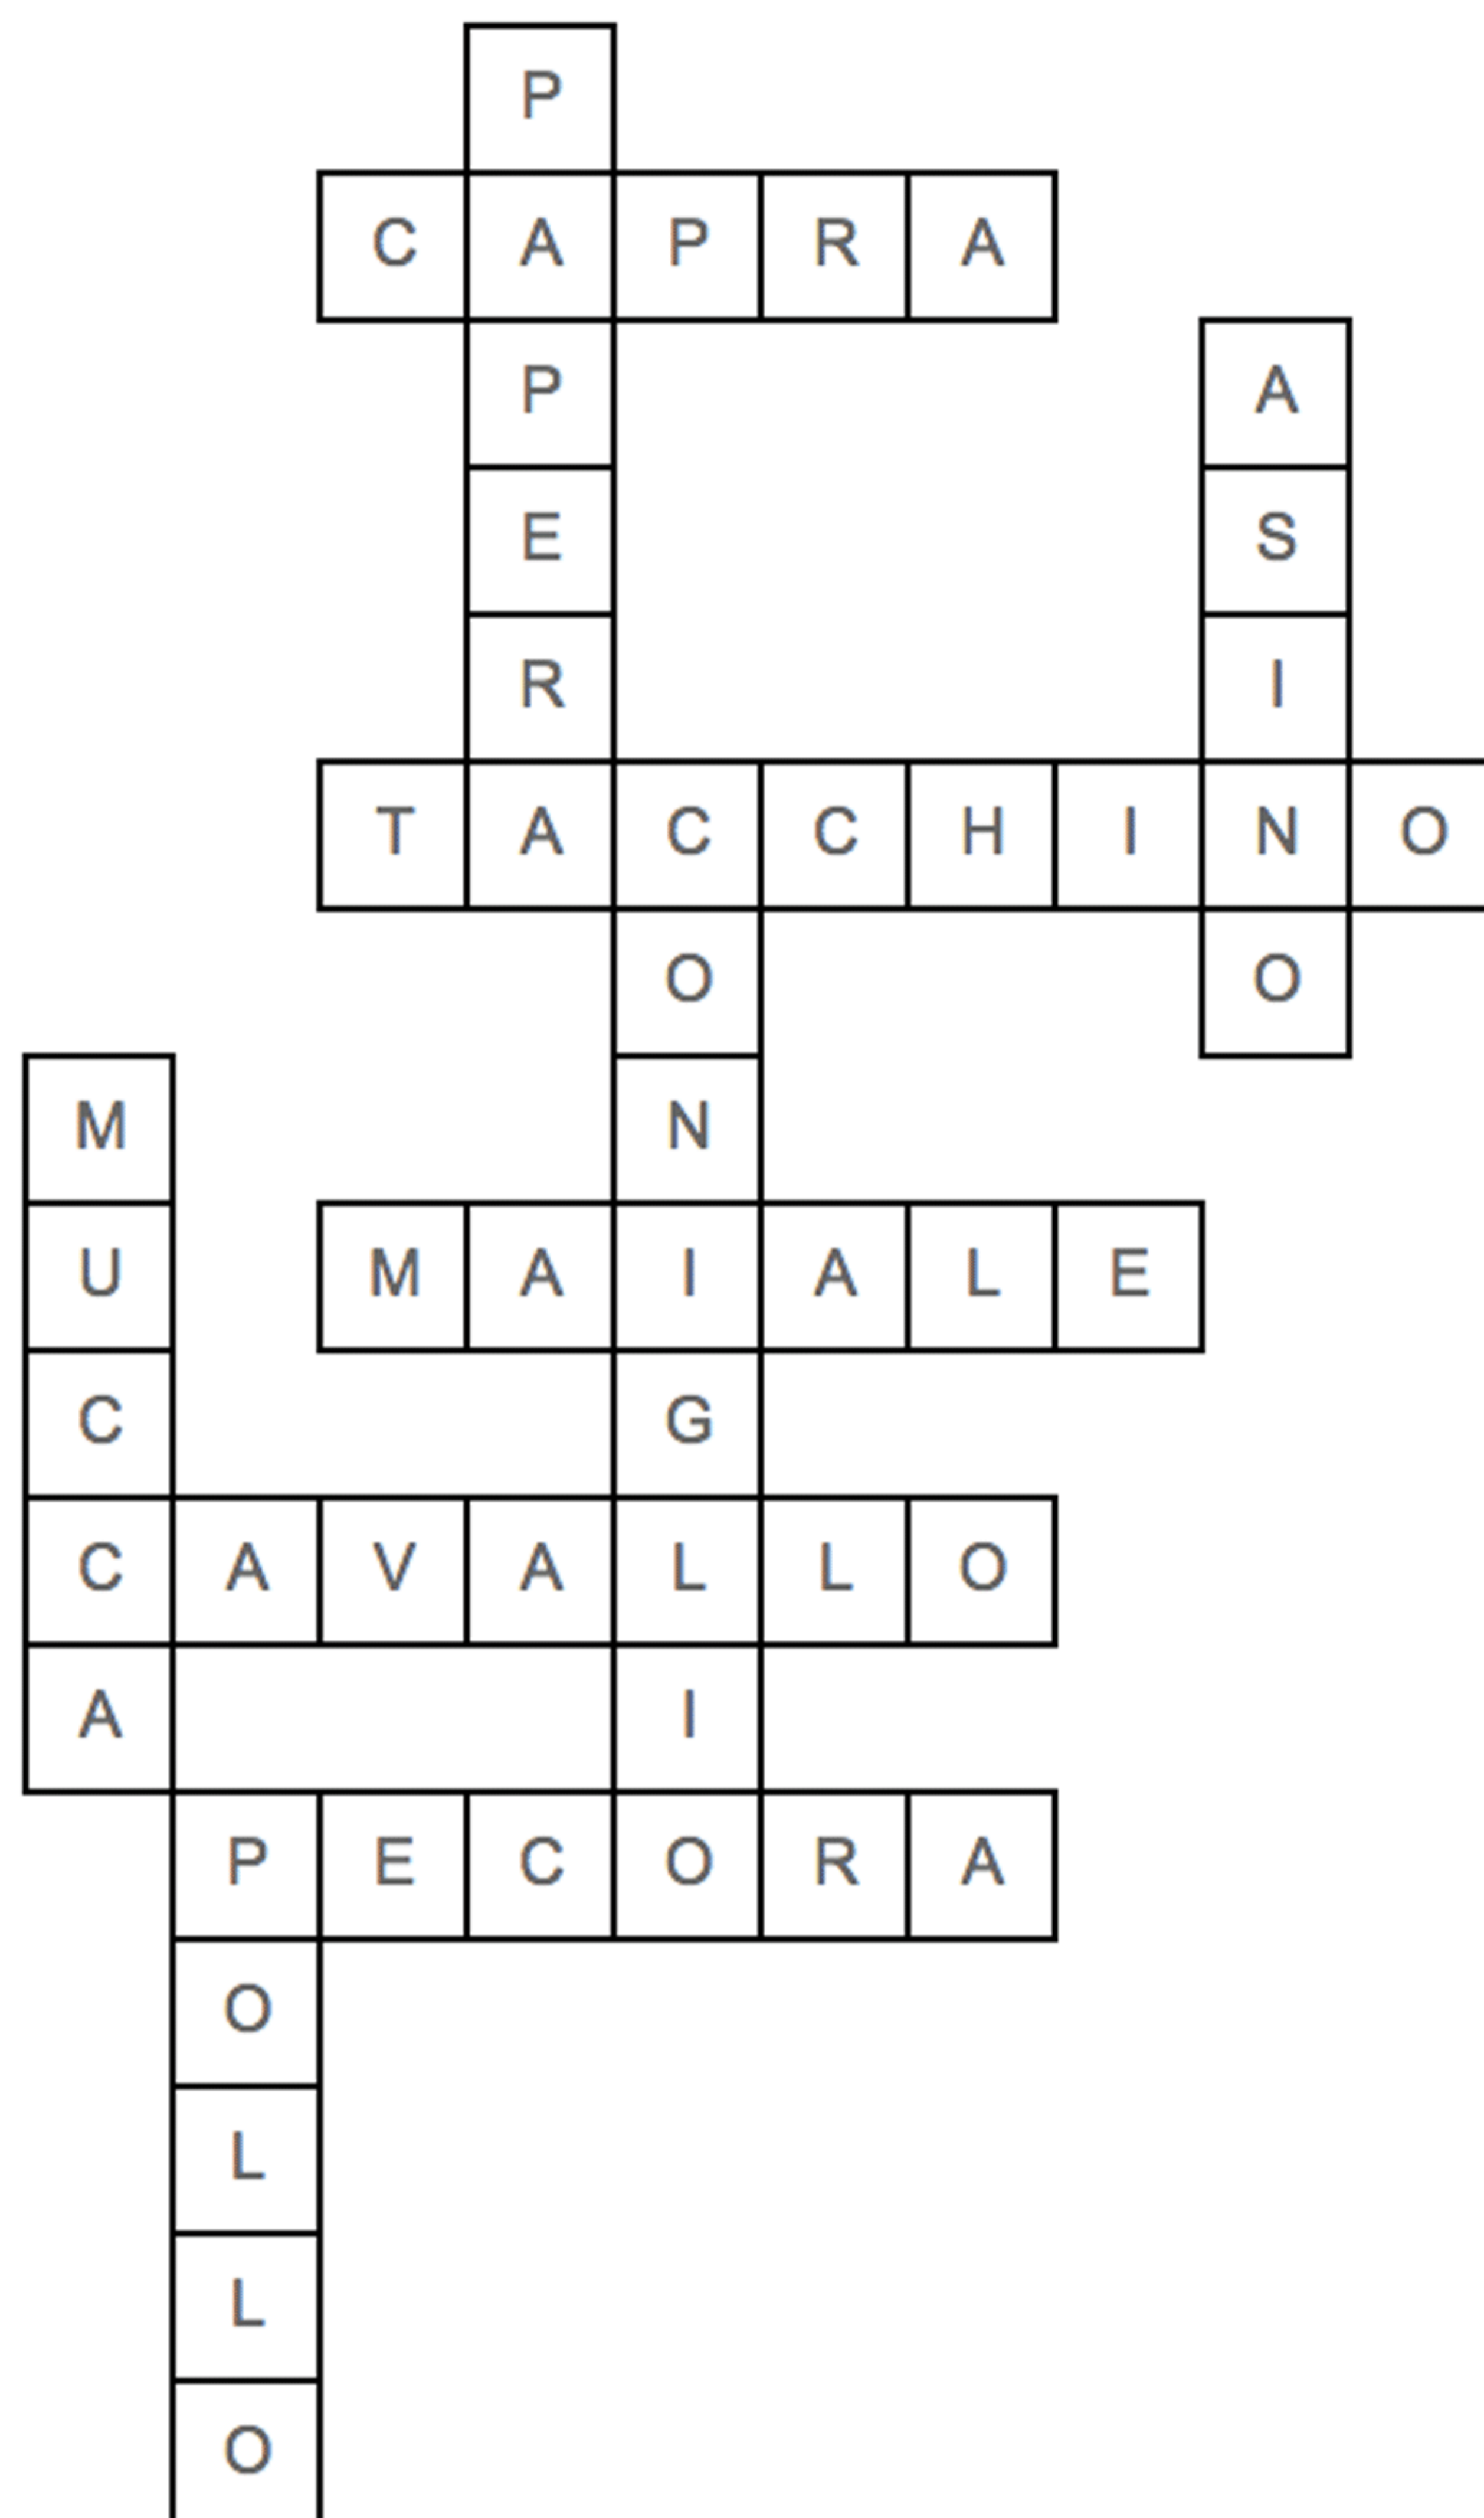 P
CAPRA
P A
E S
R I
TACCHINO
O O
M N
U MAIALE
C G
CAVALLO
A I
PECORA
O
L
L
O